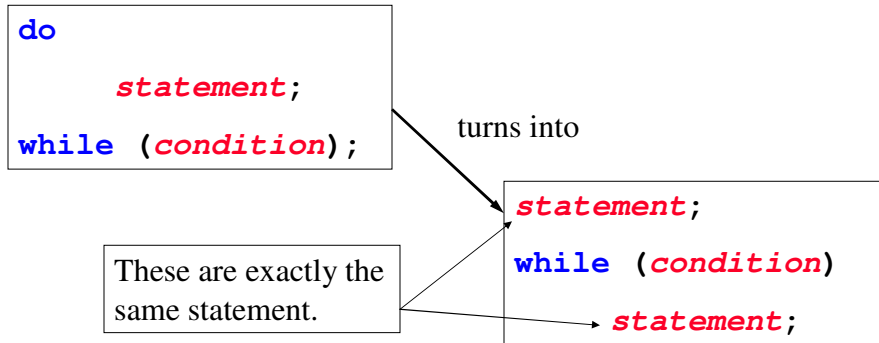 do
statement;
while (condition);
turns into
statement;
while (condition)
statement;
These are exactly the
same statement.